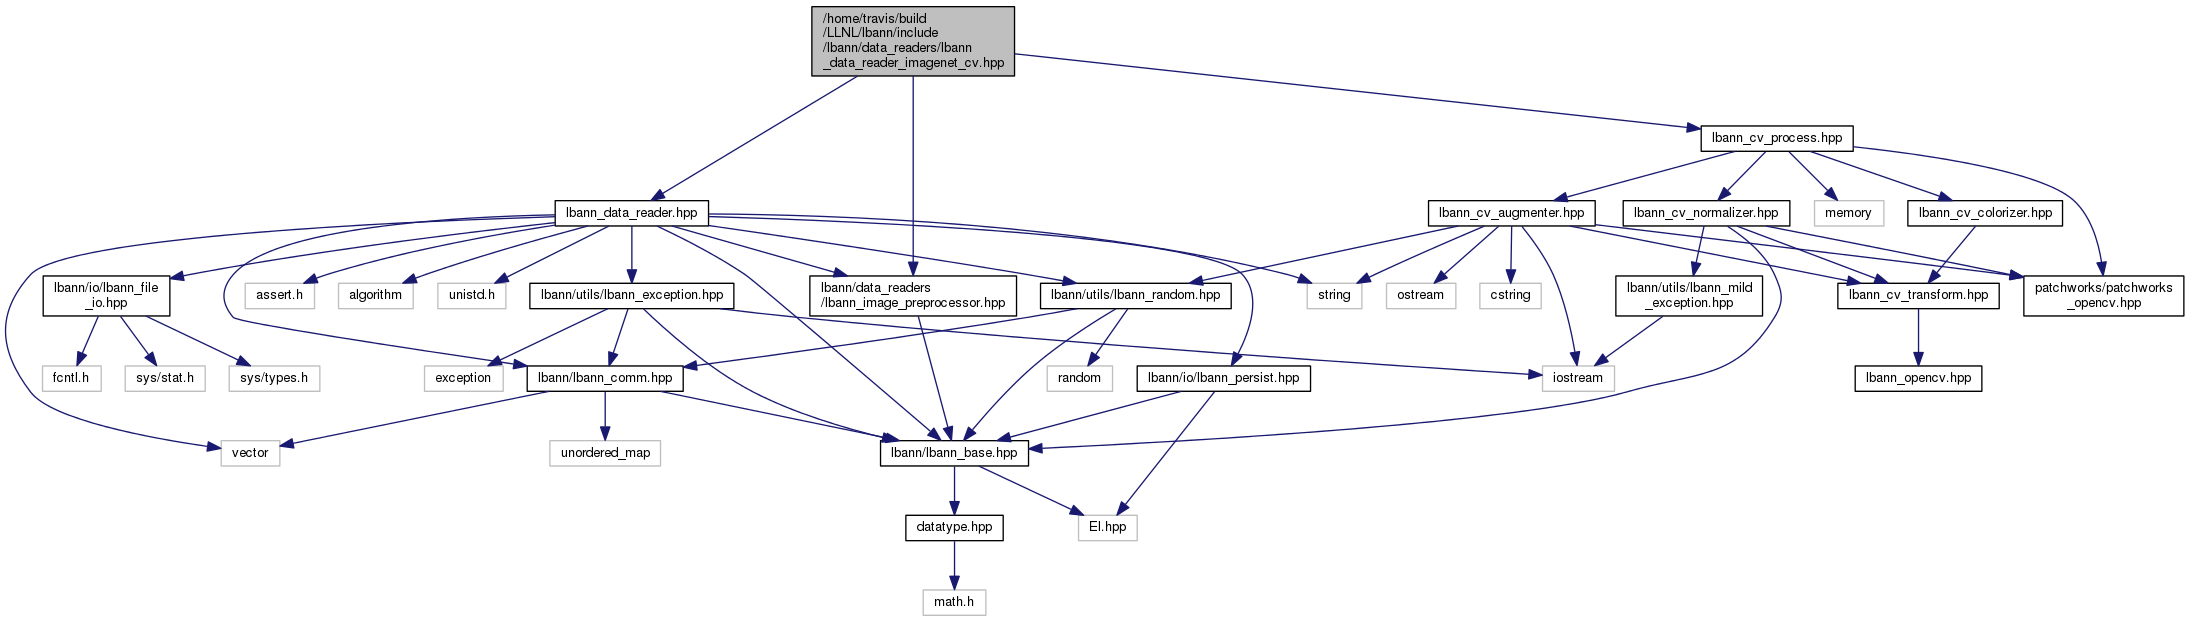 /home/travis/build
/LLNL/lbann/include
/lbann/data_readers/lbann
_data_reader_imagenet_cv.hpp
lbann_cv_process.hpp
lbann_data_reader.hpp
lbann_cv_augmenter.hpp
lbann_cv_normalizer.hpp
memory
lbann_cv_colorizer.hpp
lbann/io/lbann_file
_io.hpp
assert.h
algorithm
unistd.h
lbann/utils/lbann_exception.hpp
lbann/data_readers
/lbann_image_preprocessor.hpp
lbann/utils/lbann_random.hpp
string
ostream
cstring
lbann/utils/lbann_mild
_exception.hpp
lbann_cv_transform.hpp
patchworks/patchworks
_opencv.hpp
fcntl.h
sys/stat.h
sys/types.h
exception
lbann/lbann_comm.hpp
random
lbann/io/lbann_persist.hpp
iostream
lbann_opencv.hpp
vector
unordered_map
lbann/lbann_base.hpp
datatype.hpp
El.hpp
math.h